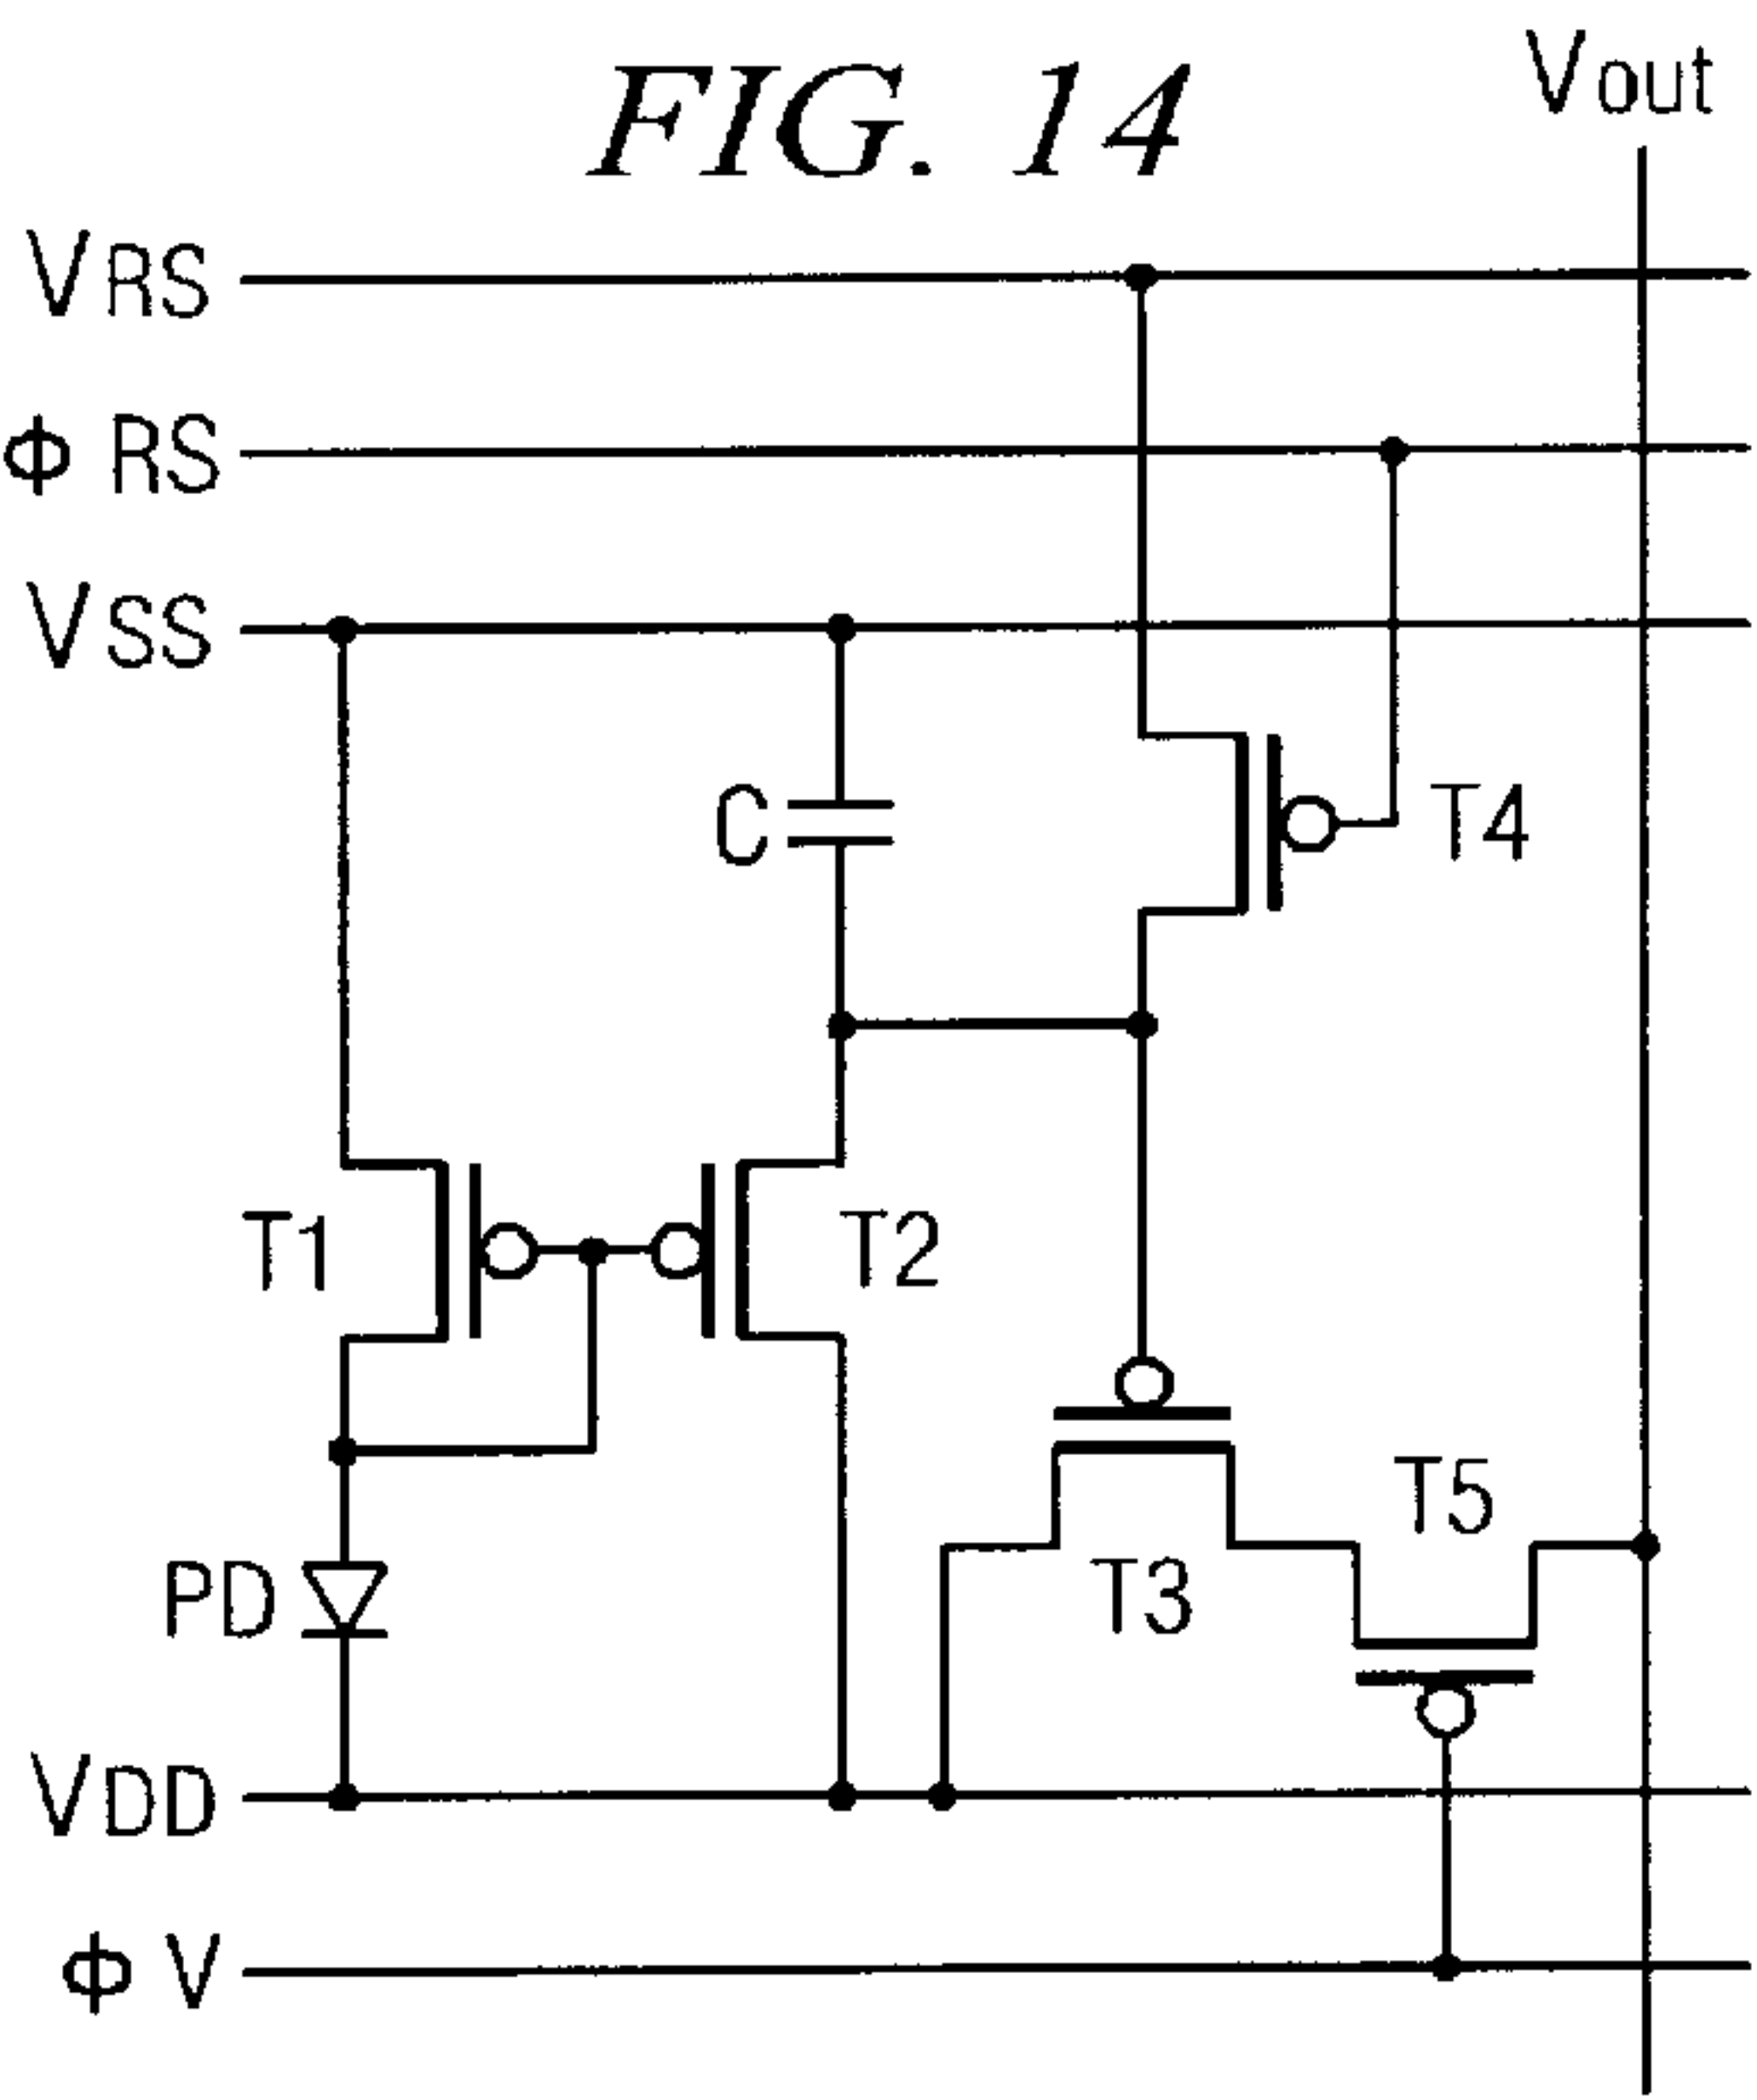 FIG. 14
Vout
VRS
Φ RS
VSS
C
T4
T1
T2
T5
PD
T3
VDD
Φ V